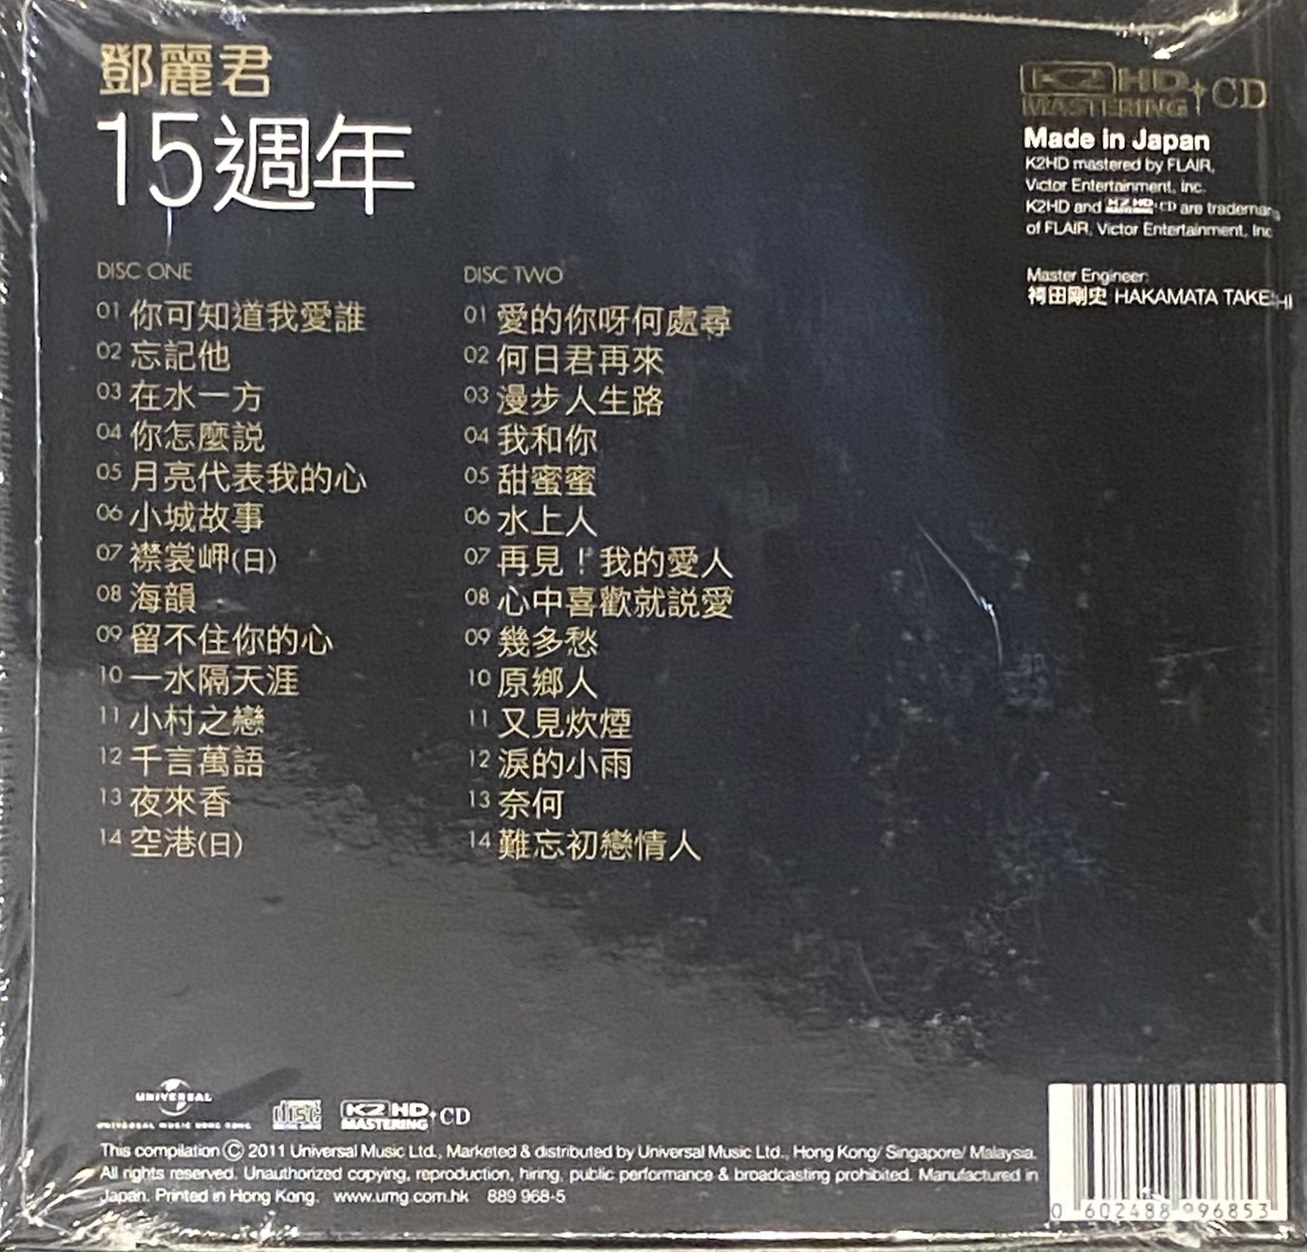 鄧麗君
15週年
K2HD MASTERING+CD
Made in Japan
K2HD mastered by FLAIR,
Victor Entertainment, Inc.
K2HD and K2HD MASTERING+CD are trademarks
of FLAIR, Victor Entertainment, Inc
Master Engineer:
袴田剛史 HAKAMATA TAKESHI
DISC ONE
01 你可知道我愛誰
02 忘記他
03 在水一方
04 你怎麼説
05 月亮代表我的心
06 小城故事
07 襟裳岬(日)
08 海韻
09 留不住你的心
10 一水隔天涯
11 小村之戀
12 千言萬語
13 夜來香
14 空港(日)
DISC TWO
01 愛的你呀何處尋
02 何日君再來
03 漫步人生路
04 我和你
05 甜蜜蜜
06 水上人
07 再見！我的愛人
08 心中喜歡就説愛
09 幾多愁
10 原鄉人
11 又見炊煙
12 淚的小雨
13 奈何
14 難忘初戀情人
UNIVERSAL
UNIVERSAL MUSIC HONG KONG
disc
K2HD MASTERING+CD
This compilation Ⓒ 2011 Universal Music Ltd., Marketed & distributed by Universal Music Ltd., Hong Kong/ Singapore/ Malaysia.
All rights reserved. Unauthorized copying, reproduction, hiring, public performance & broadcasting prohibited. Manufactured in
Japan. Printed in Hong Kong. www.umg.com.hk 889 968-5
0 602488 996853